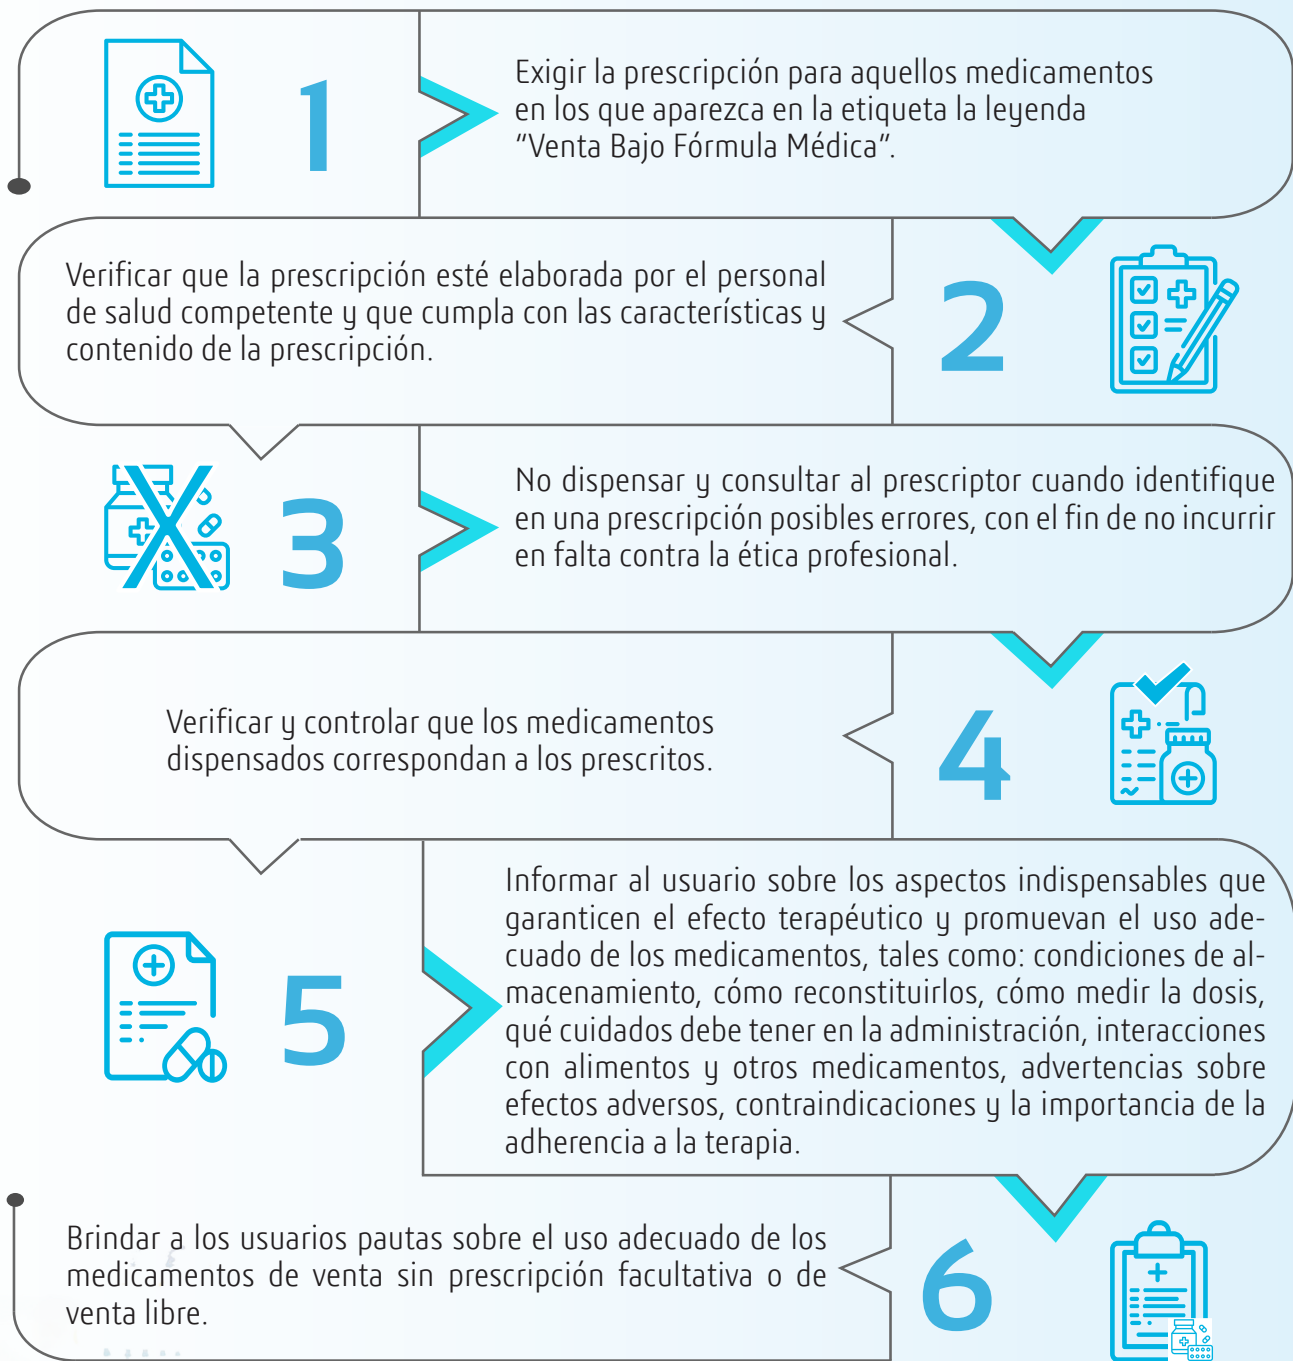 1
Exigir la prescripción para aquellos medicamentos
en los que aparezca en la etiqueta la leyenda
“Venta Bajo Fórmula Médica”.
Verificar que la prescripción esté elaborada por el personal
de salud competente y que cumpla con las características y
contenido de la prescripción.
2
3
No dispensar y consultar al prescriptor cuando identifique
en una prescripción posibles errores, con el fin de no incurrir
en falta contra la ética profesional.
Verificar y controlar que los medicamentos
dispensados correspondan a los prescritos.
4
5
Informar al usuario sobre los aspectos indispensables que
garanticen el efecto terapéutico y promuevan el uso ade-
cuado de los medicamentos, tales como: condiciones de al-
macenamiento, cómo reconstituirlos, cómo medir la dosis,
qué cuidados debe tener en la administración, interacciones
con alimentos y otros medicamentos, advertencias sobre
efectos adversos, contraindicaciones y la importancia de la
adherencia a la terapia.
Brindar a los usuarios pautas sobre el uso adecuado de los
medicamentos de venta sin prescripción facultativa o de
venta libre.
6